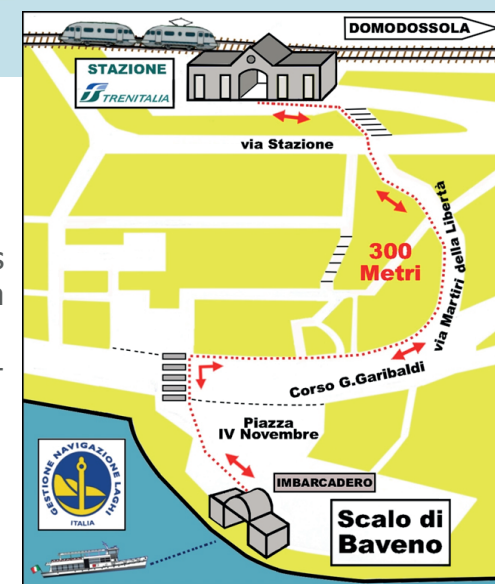 DOMODOSSOLA
STAZIONE
TRENITALIA
via Stazione
300
Metri
via Martiri della Libertà
Corso G.Garibaldi
Piazza
IV Novembre
GESTIONE NAVIGAZIONE LAGHI
ITALIA
IMBARCADERO
Scalo di
Baveno